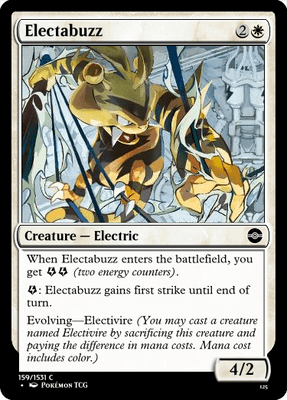 Electabuzz 2
Creature — Electric
When Electabuzz enters the battlefield, you
get (two energy counters).
: Electabuzz gains first strike until end of
turn.
Evolving—Electivire (You may cast a creature
named Electivire by sacrificing this creature and
paying the difference in mana costs. Mana cost
includes color.)
4/2
159/1531 C
• Pokémon TCG